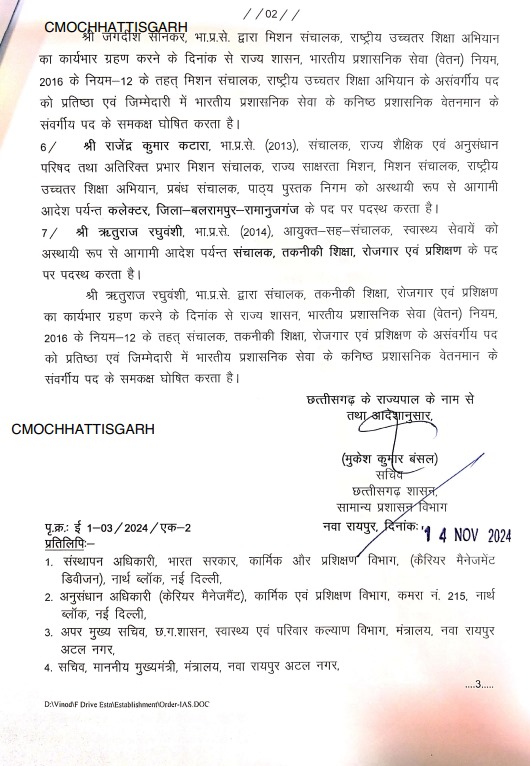 //02//
CMOCHHATTISGARH
श्री जगदीश सोनकर, भा.प्र.से. द्वारा मिशन संचालक, राष्ट्रीय उच्चतर शिक्षा अभियान
का कार्यभार ग्रहण करने के दिनांक से राज्य शासन, भारतीय प्रशासनिक सेवा (वेतन) नियम,
2016 के नियम–12 के तहत् मिशन संचालक, राष्ट्रीय उच्चतर शिक्षा अभियान के असंवर्गीय पद
को प्रतिष्ठा एवं जिम्मेदारी में भारतीय प्रशासनिक सेवा के कनिष्ठ प्रशासनिक वेतनमान के
संवर्गीय पद के समकक्ष घोषित करता है।
6/ श्री राजेंद्र कुमार कटारा, भा.प्र.से. (2013), संचालक, राज्य शैक्षिक एवं अनुसंधान
परिषद तथा अतिरिक्त प्रभार मिशन संचालक, राज्य साक्षरता मिशन, मिशन संचालक, राष्ट्रीय
उच्चतर शिक्षा अभियान, प्रबंध संचालक, पाठ्य पुस्तक निगम को अस्थायी रूप से आगामी
आदेश पर्यन्त कलेक्टर, जिला–बलरामपुर–रामानुजगंज के पद पर पदस्थ करता है।
7/ श्री ऋतुराज रघुवंशी, भा.प्र.से. (2014), आयुक्त–सह–संचालक, स्वास्थ्य सेवायें को
अस्थायी रूप से आगामी आदेश पर्यन्त संचालक, तकनीकी शिक्षा, रोजगार एवं प्रशिक्षण के पद
पर पदस्थ करता है।
श्री ऋतुराज रघुवंशी, भा.प्र.से. द्वारा संचालक, तकनीकी शिक्षा, रोजगार एवं प्रशिक्षण
का कार्यभार ग्रहण करने के दिनांक से राज्य शासन, भारतीय प्रशासनिक सेवा (वेतन) नियम,
2016 के नियम–12 के तहत् संचालक, तकनीकी शिक्षा, रोजगार एवं प्रशिक्षण के असंवर्गीय पद
को प्रतिष्ठा एवं जिम्मेदारी में भारतीय प्रशासनिक सेवा के कनिष्ठ प्रशासनिक वेतनमान के
संवर्गीय पद के समकक्ष घोषित करता है।
छत्तीसगढ़ के राज्यपाल के नाम से
तथा आदेशानुसार,
CMOCHHATTISGARH
(मुकेश कुमार बंसल)
सचिव
छत्तीसगढ़ शासन,
सामान्य प्रशासन विभाग
पृ.क्र.: ई 1-03/2024/एक-2 नवा रायपुर, दिनांक: 14 NOV 2024
प्रतिलिपि:–
1. संस्थापन अधिकारी, भारत सरकार, कार्मिक और प्रशिक्षण विभाग, (कैरियर मैनेजमेंट
डिवीजन), नार्थ ब्लॉक, नई दिल्ली,
2. अनुसंधान अधिकारी (केरियर मैनेजमैंट), कार्मिक एवं प्रशिक्षण विभाग, कमरा नं. 215, नार्थ
ब्लॉक, नई दिल्ली,
3. अपर मुख्य सचिव, छ.ग.शासन, स्वास्थ्य एवं परिवार कल्याण विभाग, मंत्रालय, नवा रायपुर
अटल नगर,
4. सचिव, माननीय मुख्यमंत्री, मंत्रालय, नवा रायपुर अटल नगर,
....3.....
D:\Vinod\F Drive Estn\Establishment\Order-IAS.DOC